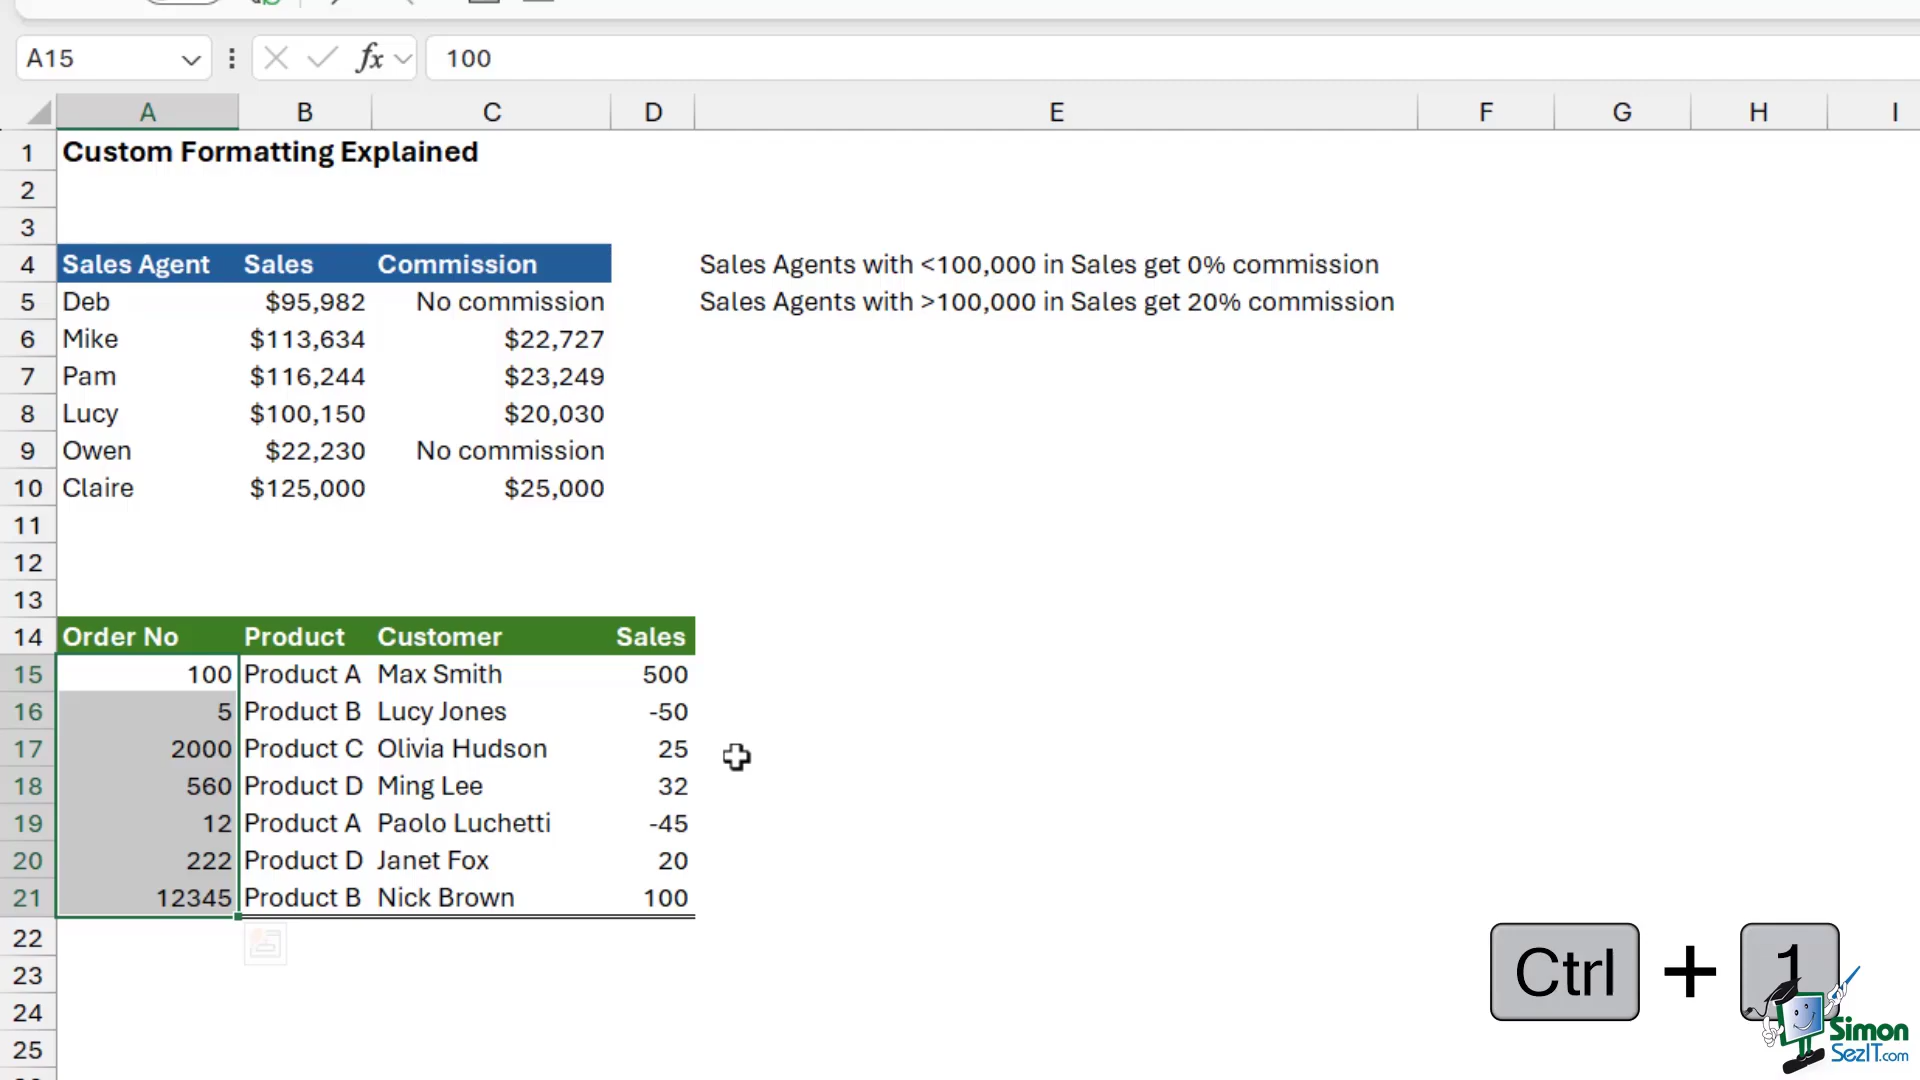 A15 fx 100
A B C D E F G H I
1 Custom Formatting Explained
2
3
4 Sales Agent Sales Commission Sales Agents with <100,000 in Sales get 0% commission
5 Deb $95,982 No commission Sales Agents with >100,000 in Sales get 20% commission
6 Mike $113,634 $22,727
7 Pam $116,244 $23,249
8 Lucy $100,150 $20,030
9 Owen $22,230 No commission
10 Claire $125,000 $25,000
11
12
13
14 Order No Product Customer Sales
15 100 Product A Max Smith 500
16 5 Product B Lucy Jones -50
17 2000 Product C Olivia Hudson 25
18 560 Product D Ming Lee 32
19 12 Product A Paolo Luchetti -45
20 222 Product D Janet Fox 20
21 12345 Product B Nick Brown 100
22
23
24
25
Ctrl + 1
Simon
SezIT.com